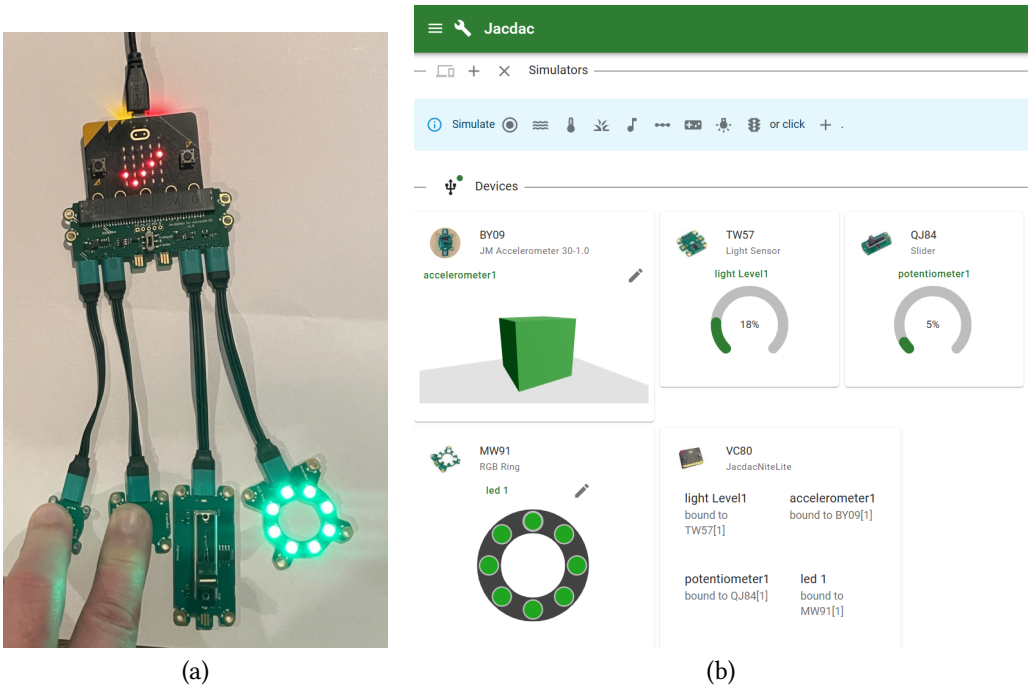 Jacdac
Simulators
Simulate or click + .
Devices
BY09
JM Accelerometer 30-1.0
accelerometer1
TW57
Light Sensor
light Level1
18%
QJ84
Slider
potentiometer1
5%
MW91
RGB Ring
led 1
VC80
JacdacNiteLite
light Level1
bound to
TW57[1]
accelerometer1
bound to BY09[1]
potentiometer1
bound to QJ84[1]
led 1
bound to
MW91[1]
(a)
(b)